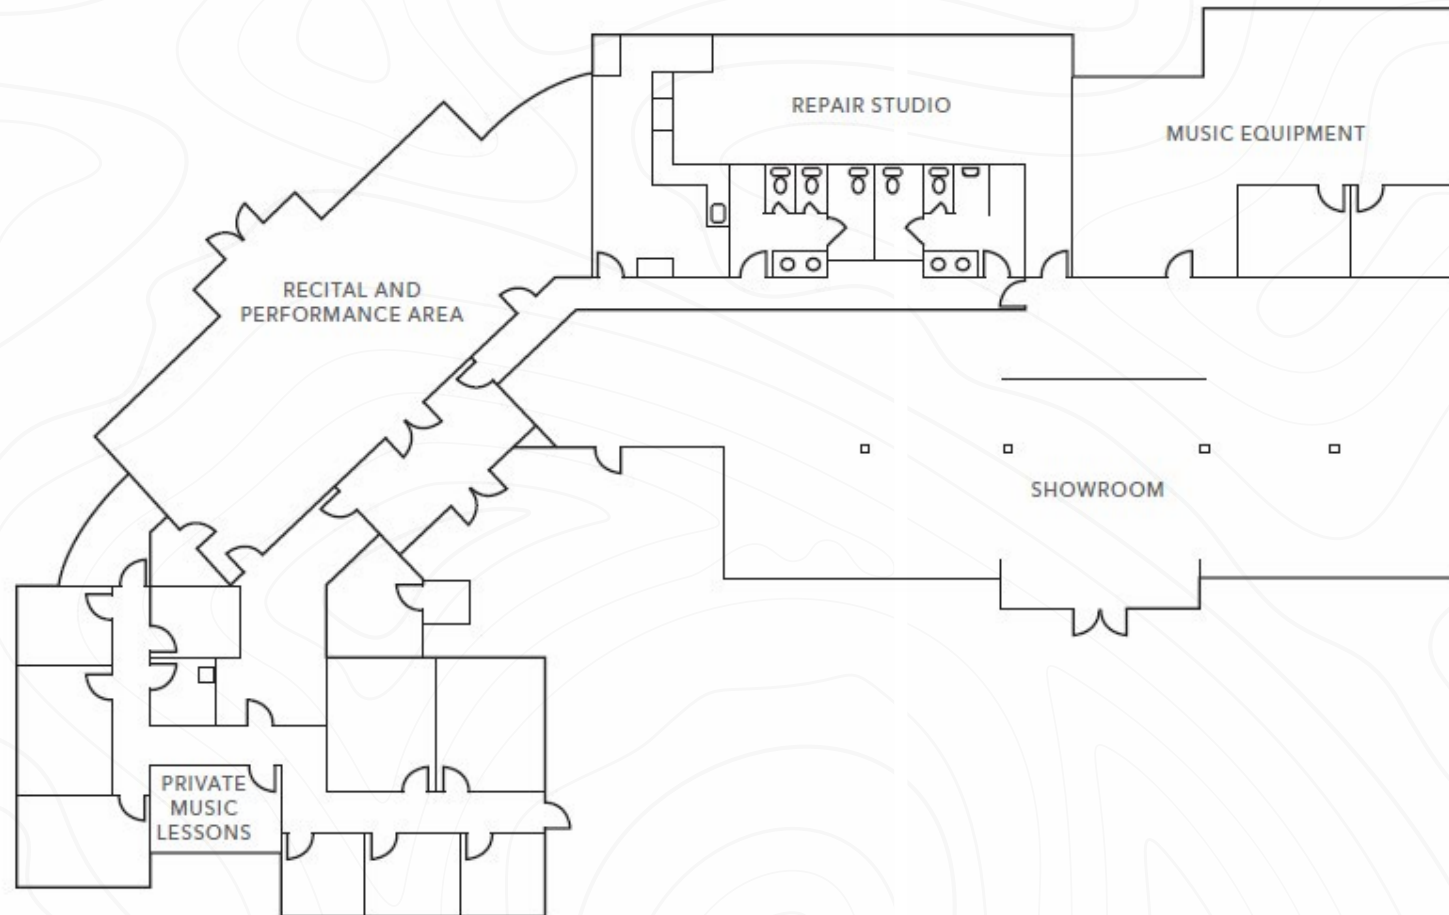 REPAIR STUDIO
MUSIC EQUIPMENT
RECITAL AND
PERFORMANCE AREA
SHOWROOM
PRIVATE
MUSIC
LESSONS